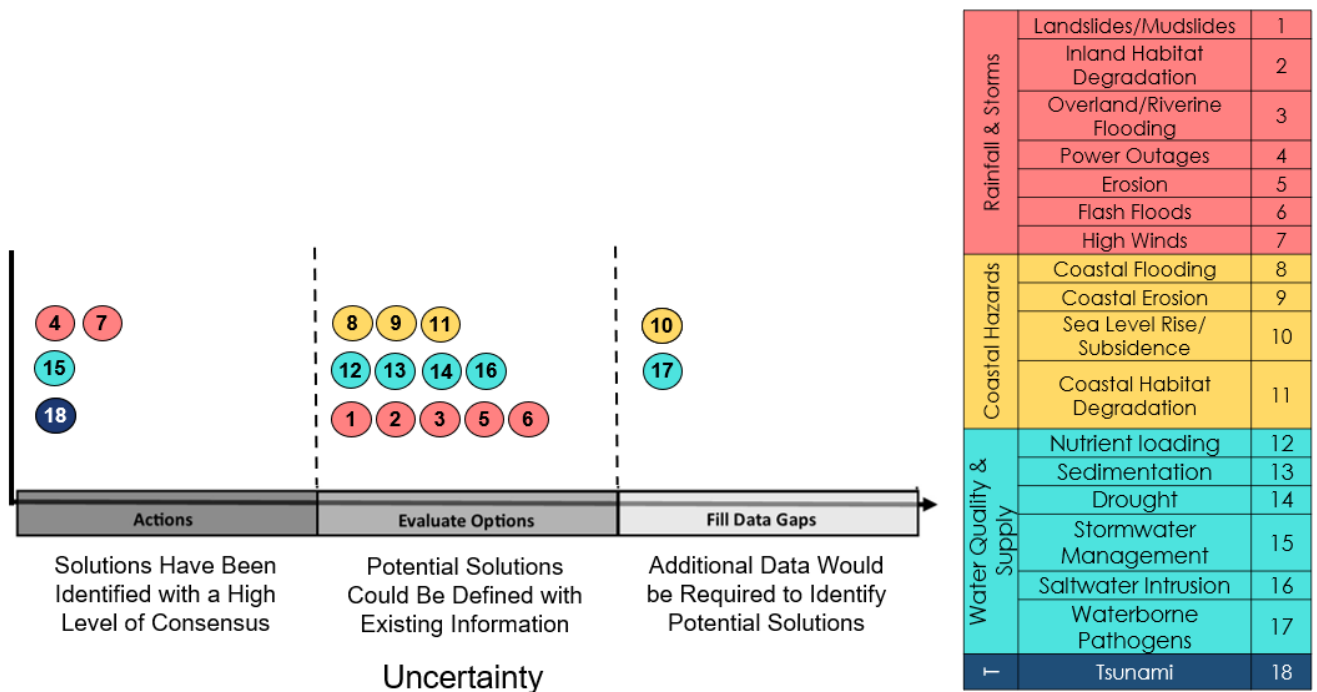 4 7
15
18
8 9 11
12 13 14 16
1 2 3 5 6
10
17
Actions
Evaluate Options
Fill Data Gaps
Solutions Have Been
Identified with a High
Level of Consensus
Potential Solutions
Could Be Defined with
Existing Information
Additional Data Would
be Required to Identify
Potential Solutions
Uncertainty
Rainfall & Storms
Landslides/Mudslides 1
Inland Habitat
Degradation 2
Overland/Riverine
Flooding 3
Power Outages 4
Erosion 5
Flash Floods 6
High Winds 7
Coastal Hazards
Coastal Flooding 8
Coastal Erosion 9
Sea Level Rise/
Subsidence 10
Coastal Habitat
Degradation 11
Water Quality &
Supply
Nutrient loading 12
Sedimentation 13
Drought 14
Stormwater
Management 15
Saltwater Intrusion 16
Waterborne
Pathogens 17
T
Tsunami 18